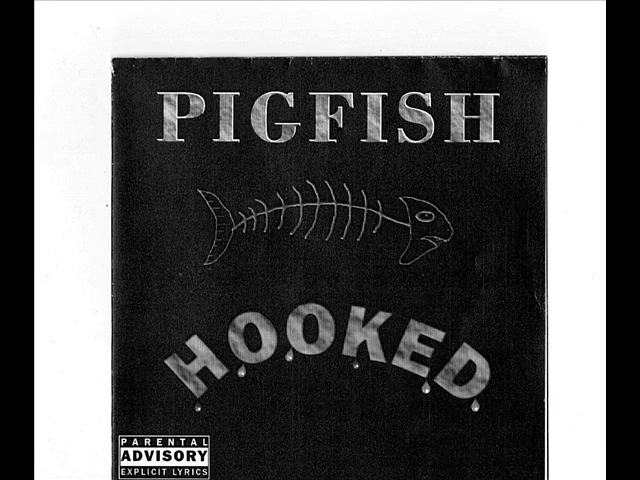 PIGFISH
HOOKED
PARENTAL
ADVISORY
EXPLICIT LYRICS